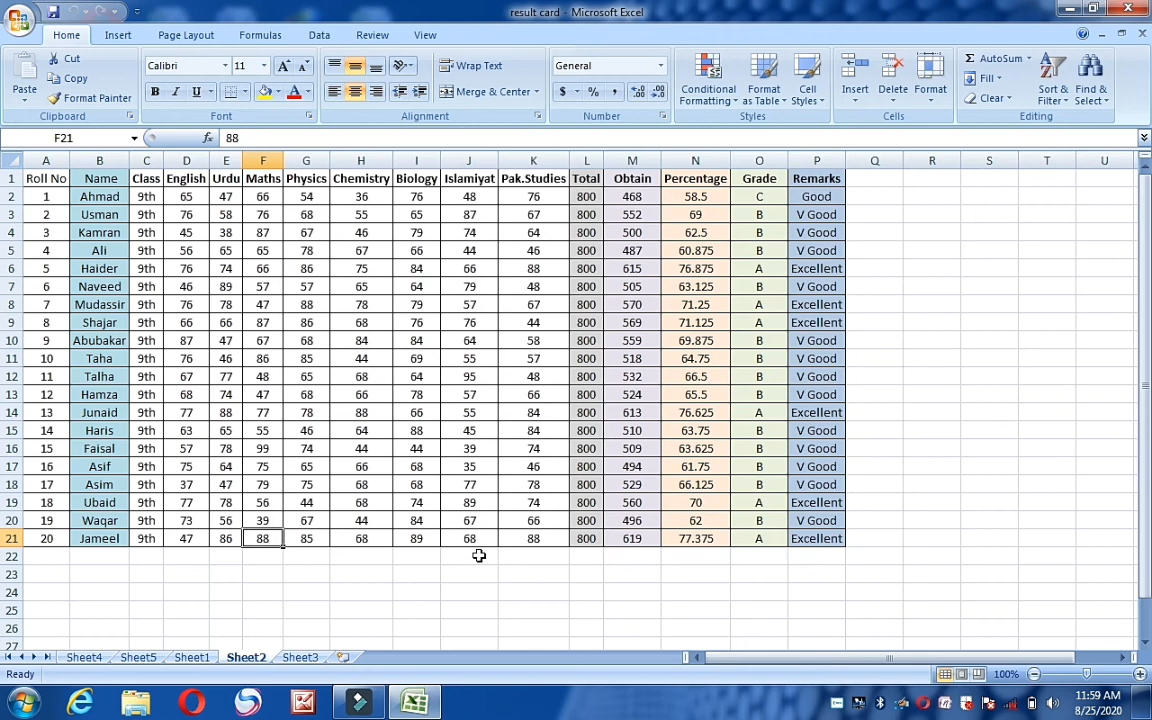 result card - Microsoft Excel
Home Insert Page Layout Formulas Data Review View
Paste Cut Copy Format Painter Clipboard
Calibri 11 A A B I U A Font
Wrap Text Merge & Center Alignment
General $ % , Number
Conditional Formatting Format as Table Cell Styles Styles
Insert Delete Format Cells
Σ AutoSum Fill Clear Sort & Filter Find & Select Editing
F21 fx 88
A B C D E F G H I J K L M N O P Q R S T U
1 Roll No Name Class English Urdu Maths Physics Chemistry Biology Islamiyat Pak.Studies Total Obtain Percentage Grade Remarks
2 1 Ahmad 9th 65 47 66 54 36 76 48 76 800 468 58.5 C Good
3 2 Usman 9th 76 58 76 68 55 65 87 67 800 552 69 B V Good
4 3 Kamran 9th 45 38 87 67 46 79 74 64 800 500 62.5 B V Good
5 4 Ali 9th 56 65 65 78 67 66 44 46 800 487 60.875 B V Good
6 5 Haider 9th 76 74 66 86 75 84 66 88 800 615 76.875 A Excellent
7 6 Naveed 9th 46 89 57 57 65 64 79 48 800 505 63.125 B V Good
8 7 Mudassir 9th 76 78 47 88 78 79 57 67 800 570 71.25 A Excellent
9 8 Shajar 9th 66 66 87 86 68 76 76 44 800 569 71.125 A Excellent
10 9 Abubakar 9th 87 47 67 68 84 84 64 58 800 559 69.875 B V Good
11 10 Taha 9th 76 46 86 85 44 69 55 57 800 518 64.75 B V Good
12 11 Talha 9th 67 77 48 65 68 64 95 48 800 532 66.5 B V Good
13 12 Hamza 9th 68 74 47 68 66 78 57 66 800 524 65.5 B V Good
14 13 Junaid 9th 77 88 77 78 88 66 55 84 800 613 76.625 A Excellent
15 14 Haris 9th 63 65 55 46 64 88 45 84 800 510 63.75 B V Good
16 15 Faisal 9th 57 78 99 74 44 44 39 74 800 509 63.625 B V Good
17 16 Asif 9th 75 64 75 65 66 68 35 46 800 494 61.75 B V Good
18 17 Asim 9th 37 47 79 75 68 68 77 78 800 529 66.125 B V Good
19 18 Ubaid 9th 77 78 56 44 68 74 89 74 800 560 70 A Excellent
20 19 Waqar 9th 73 56 39 67 44 84 67 66 800 496 62 B V Good
21 20 Jameel 9th 47 86 88 85 68 89 68 88 800 619 77.375 A Excellent
22
23
24
25
26
27
Sheet4 Sheet5 Sheet1 Sheet2 Sheet3
Ready 100%
11:59 AM
8/25/2020